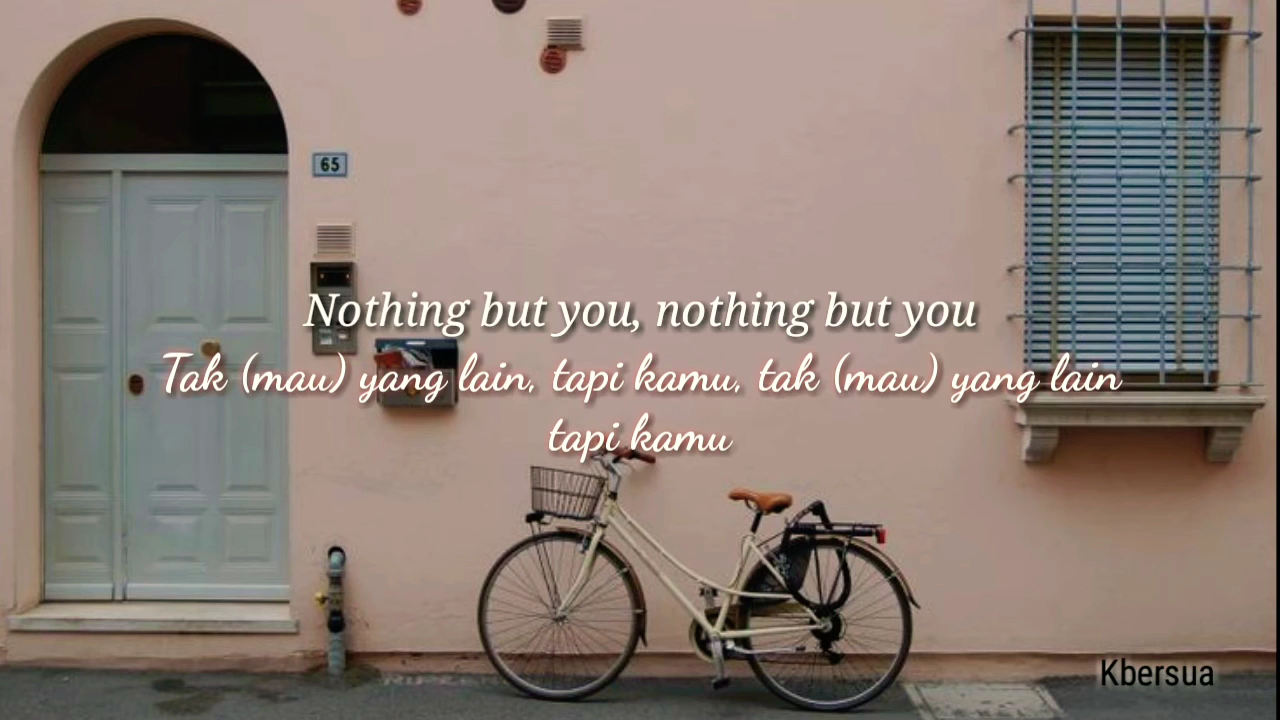 65
Nothing but you, nothing but you
Tak (mau) yang lain, tapi kamu, tak (mau) yang lain
tapi kamu
Kbersua